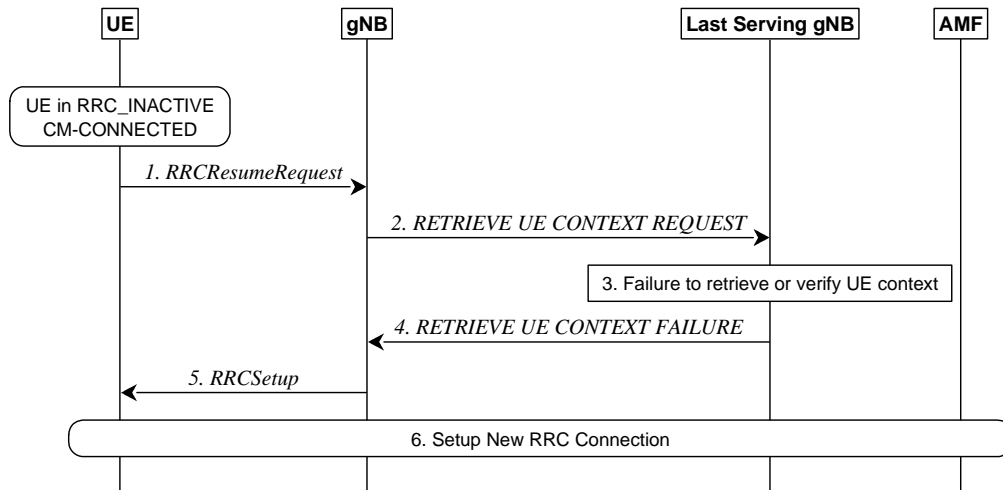 UE
gNB
Last Serving gNB
AMF
UE in RRC_INACTIVE
CM-CONNECTED
1. RRCResumeRequest
2. RETRIEVE UE CONTEXT REQUEST
3. Failure to retrieve or verify UE context
4. RETRIEVE UE CONTEXT FAILURE
5. RRCSetup
6. Setup New RRC Connection